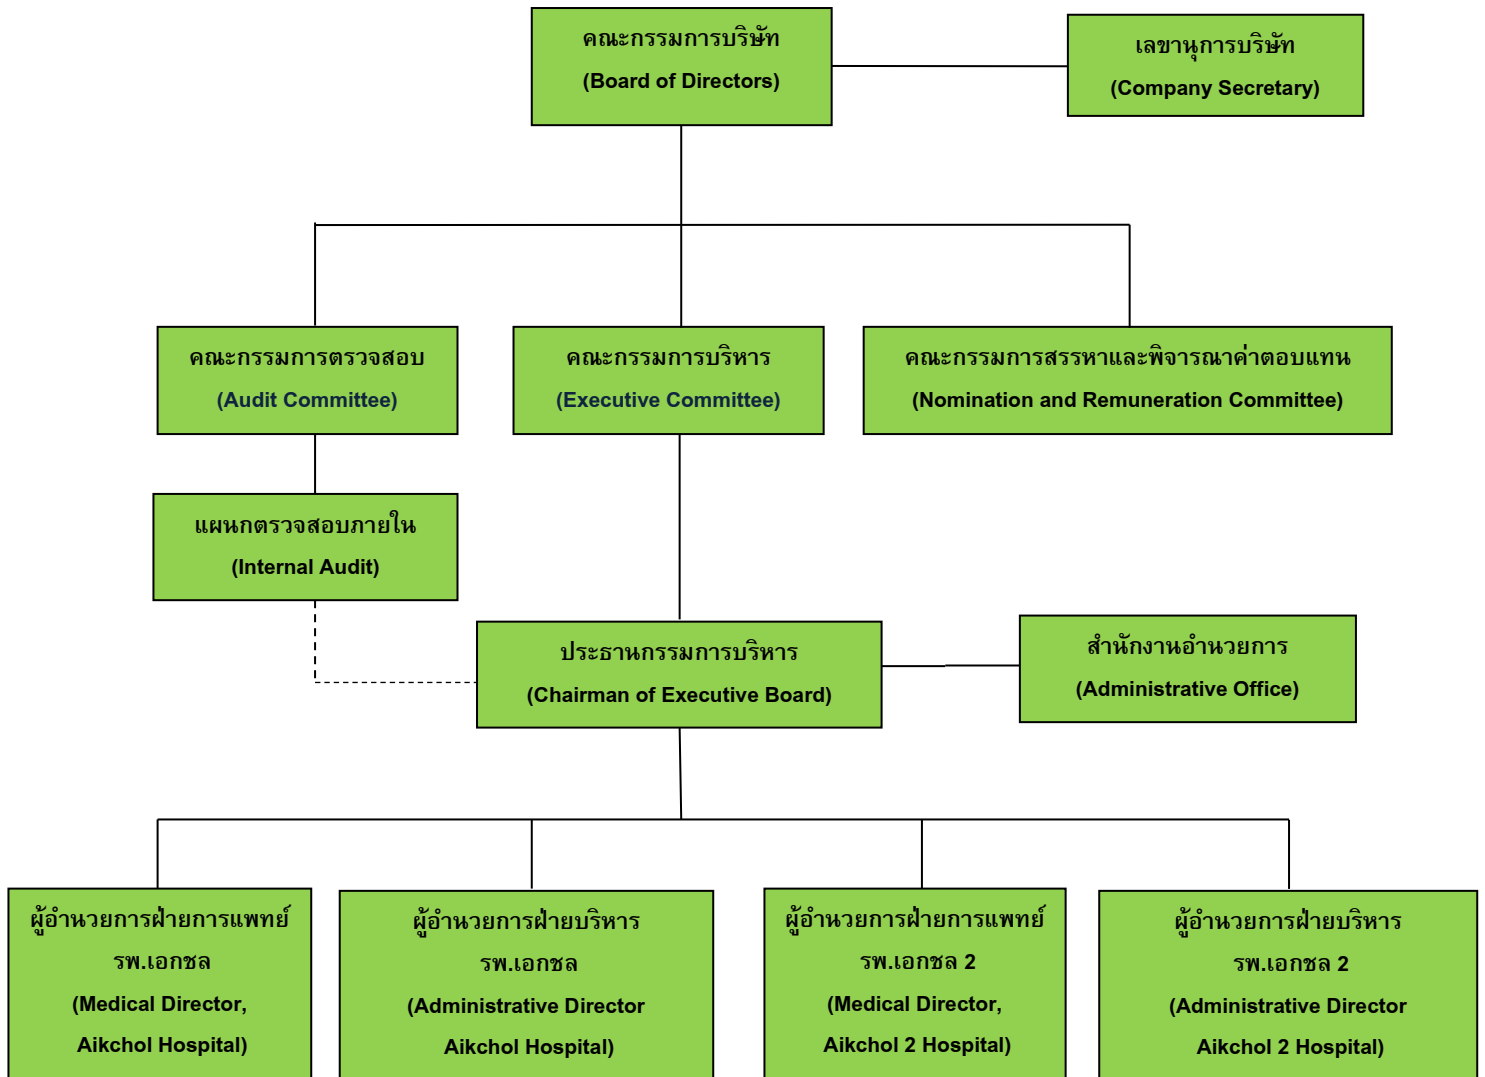 คณะกรรมการบริษัท
(Board of Directors)
เลขานุการบริษัท
(Company Secretary)
คณะกรรมการตรวจสอบ
(Audit Committee)
คณะกรรมการบริหาร
(Executive Committee)
คณะกรรมการสรรหาและพิจารณาค่าตอบแทน
(Nomination and Remuneration Committee)
แผนกตรวจสอบภายใน
(Internal Audit)
ประธานกรรมการบริหาร
(Chairman of Executive Board)
สำนักงานอำนวยการ
(Administrative Office)
ผู้อำนวยการฝ่ายการแพทย์
รพ.เอกชล
(Medical Director,
Aikchol Hospital)
ผู้อำนวยการฝ่ายบริหาร
รพ.เอกชล
(Administrative Director
Aikchol Hospital)
ผู้อำนวยการฝ่ายการแพทย์
รพ.เอกชล 2
(Medical Director,
Aikchol 2 Hospital)
ผู้อำนวยการฝ่ายบริหาร
รพ.เอกชล 2
(Administrative Director
Aikchol 2 Hospital)